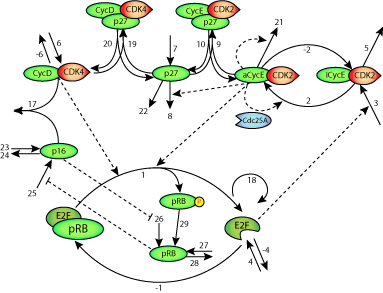 CycD CDK4
p27
CycE CDK2
p27
21
5
6
-6
20
19
7
10
9
-2
CycD CDK4
p27
aCycE CDK2
iCycE CDK2
22
8
2
3
17
Cdc25A
23
24
p16
1
18
25
pRB P
E2F
pRB
26
29
E2F
pRB
27
28
4
-4
-1